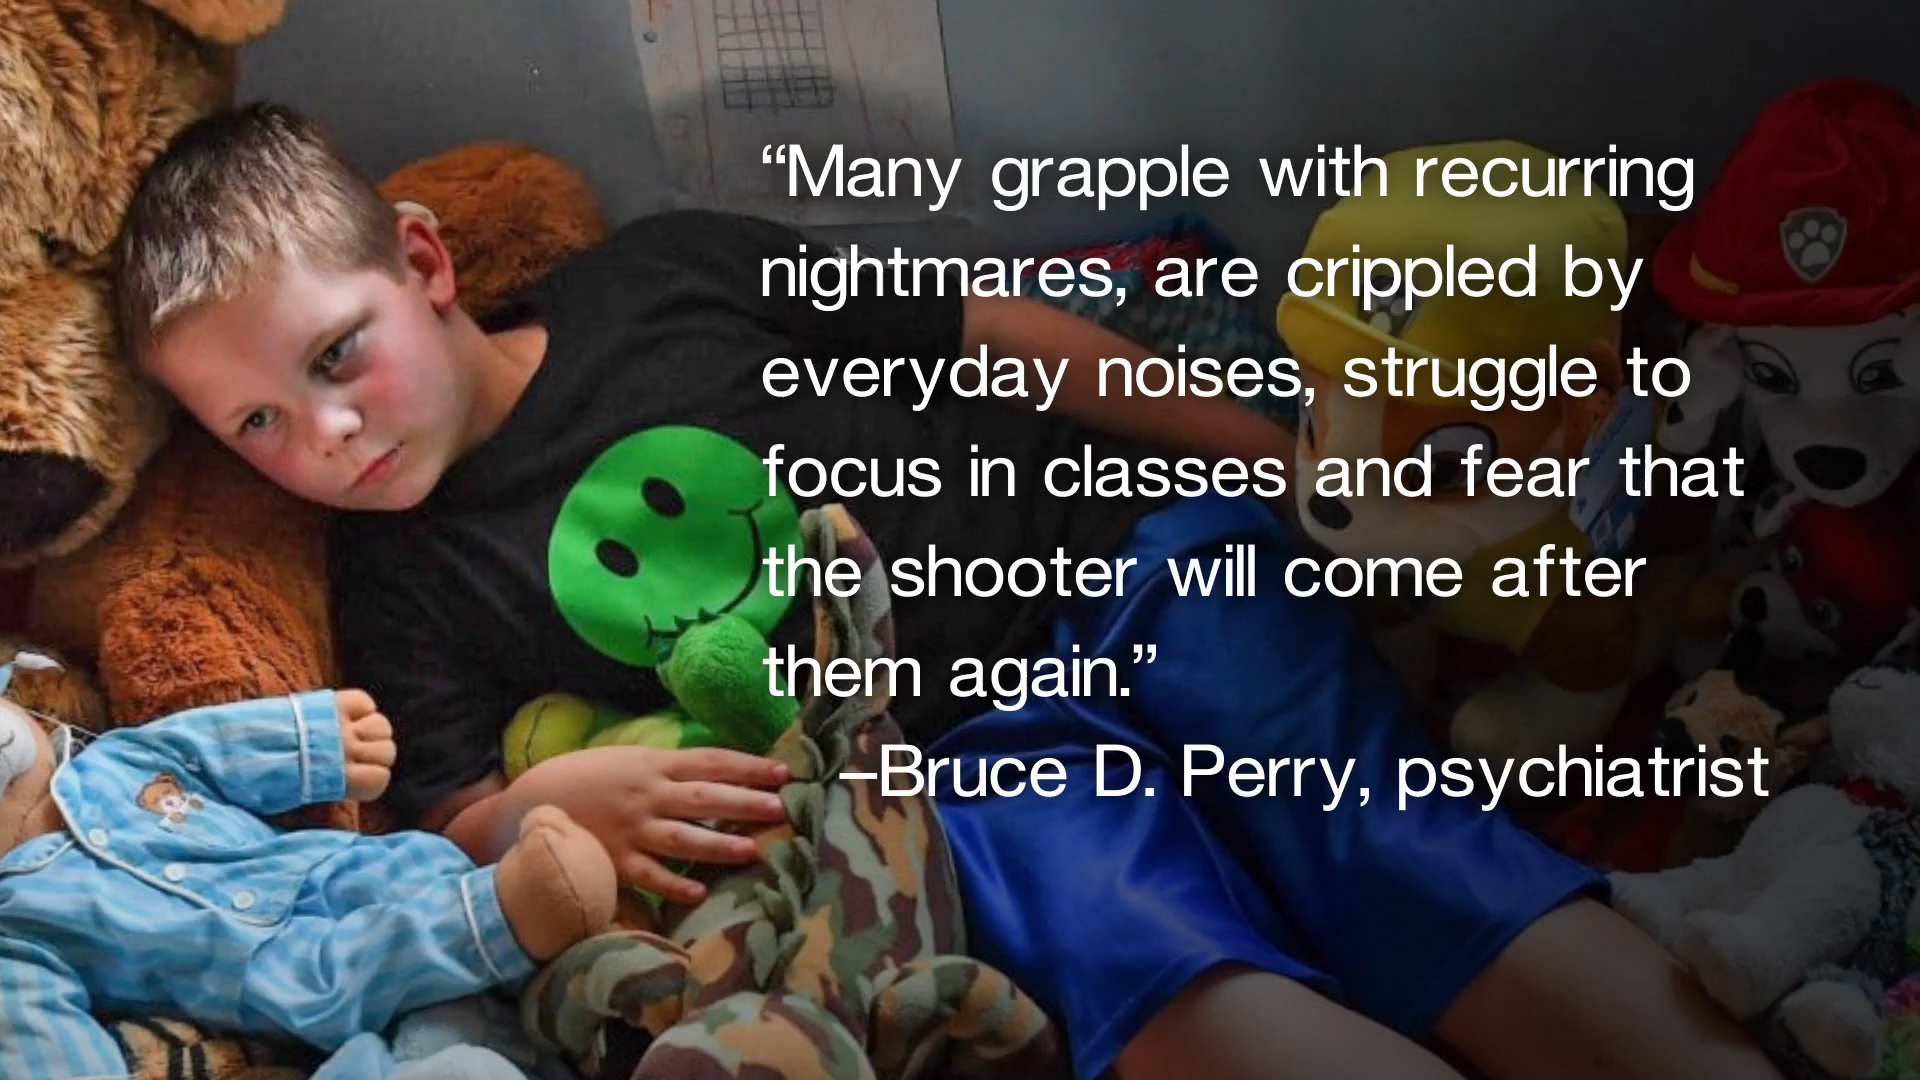 “Many grapple with recurring
nightmares, are crippled by
everyday noises, struggle to
focus in classes and fear that
the shooter will come after
them again.”
–Bruce D. Perry, psychiatrist